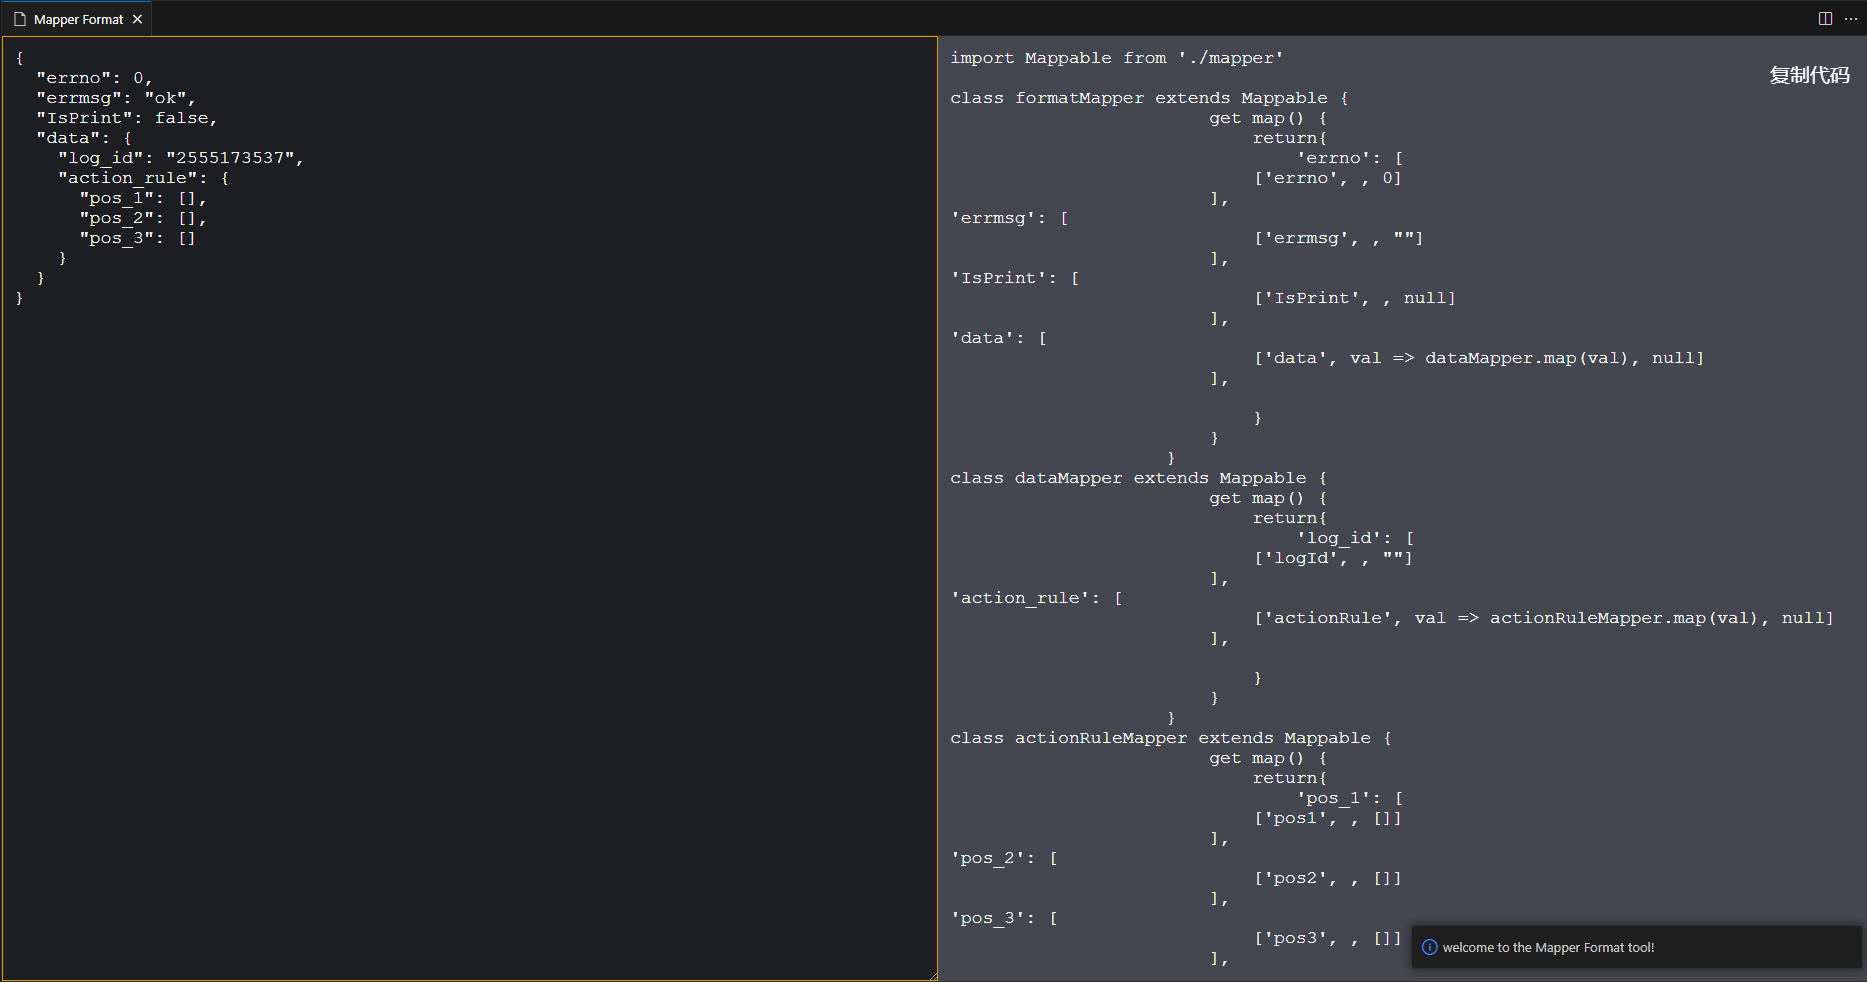 Mapper Format
{
  "errno": 0,
  "errmsg": "ok",
  "IsPrint": false,
  "data": {
    "log_id": "2555173537",
    "action_rule": {
      "pos_1": [],
      "pos_2": [],
      "pos_3": []
    }
  }
}
复制代码
import Mappable from './mapper'
class formatMapper extends Mappable {
get map() {
return{
'errno': [
['errno', , 0]
],
'errmsg': [
['errmsg', , ""]
],
'IsPrint': [
['IsPrint', , null]
],
'data': [
['data', val => dataMapper.map(val), null]
],
}
}
}
class dataMapper extends Mappable {
get map() {
return{
'log_id': [
['logId', , ""]
],
'action_rule': [
['actionRule', val => actionRuleMapper.map(val), null]
],
}
}
}
class actionRuleMapper extends Mappable {
get map() {
return{
'pos_1': [
['pos1', , []]
],
'pos_2': [
['pos2', , []]
],
'pos_3': [
['pos3', , []]
],
welcome to the Mapper Format tool!